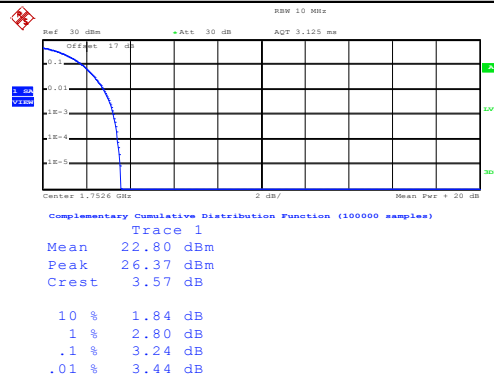 RBW 10 MHz
Ref 30 dBm Att 30 dB AQT 3.125 ms
Offset 17 dB
0.1
A
1 SA
VIEW
0.01
1E-3
LVL
1E-4
1E-5
3DB
Center 1.7526 GHz 2 dB/ Mean Pwr + 20 dB
Complementary Cumulative Distribution Function (100000 samples)
Trace 1
Mean 22.80 dBm
Peak 26.37 dBm
Crest 3.57 dB
10 % 1.84 dB
1 % 2.80 dB
.1 % 3.24 dB
.01 % 3.44 dB